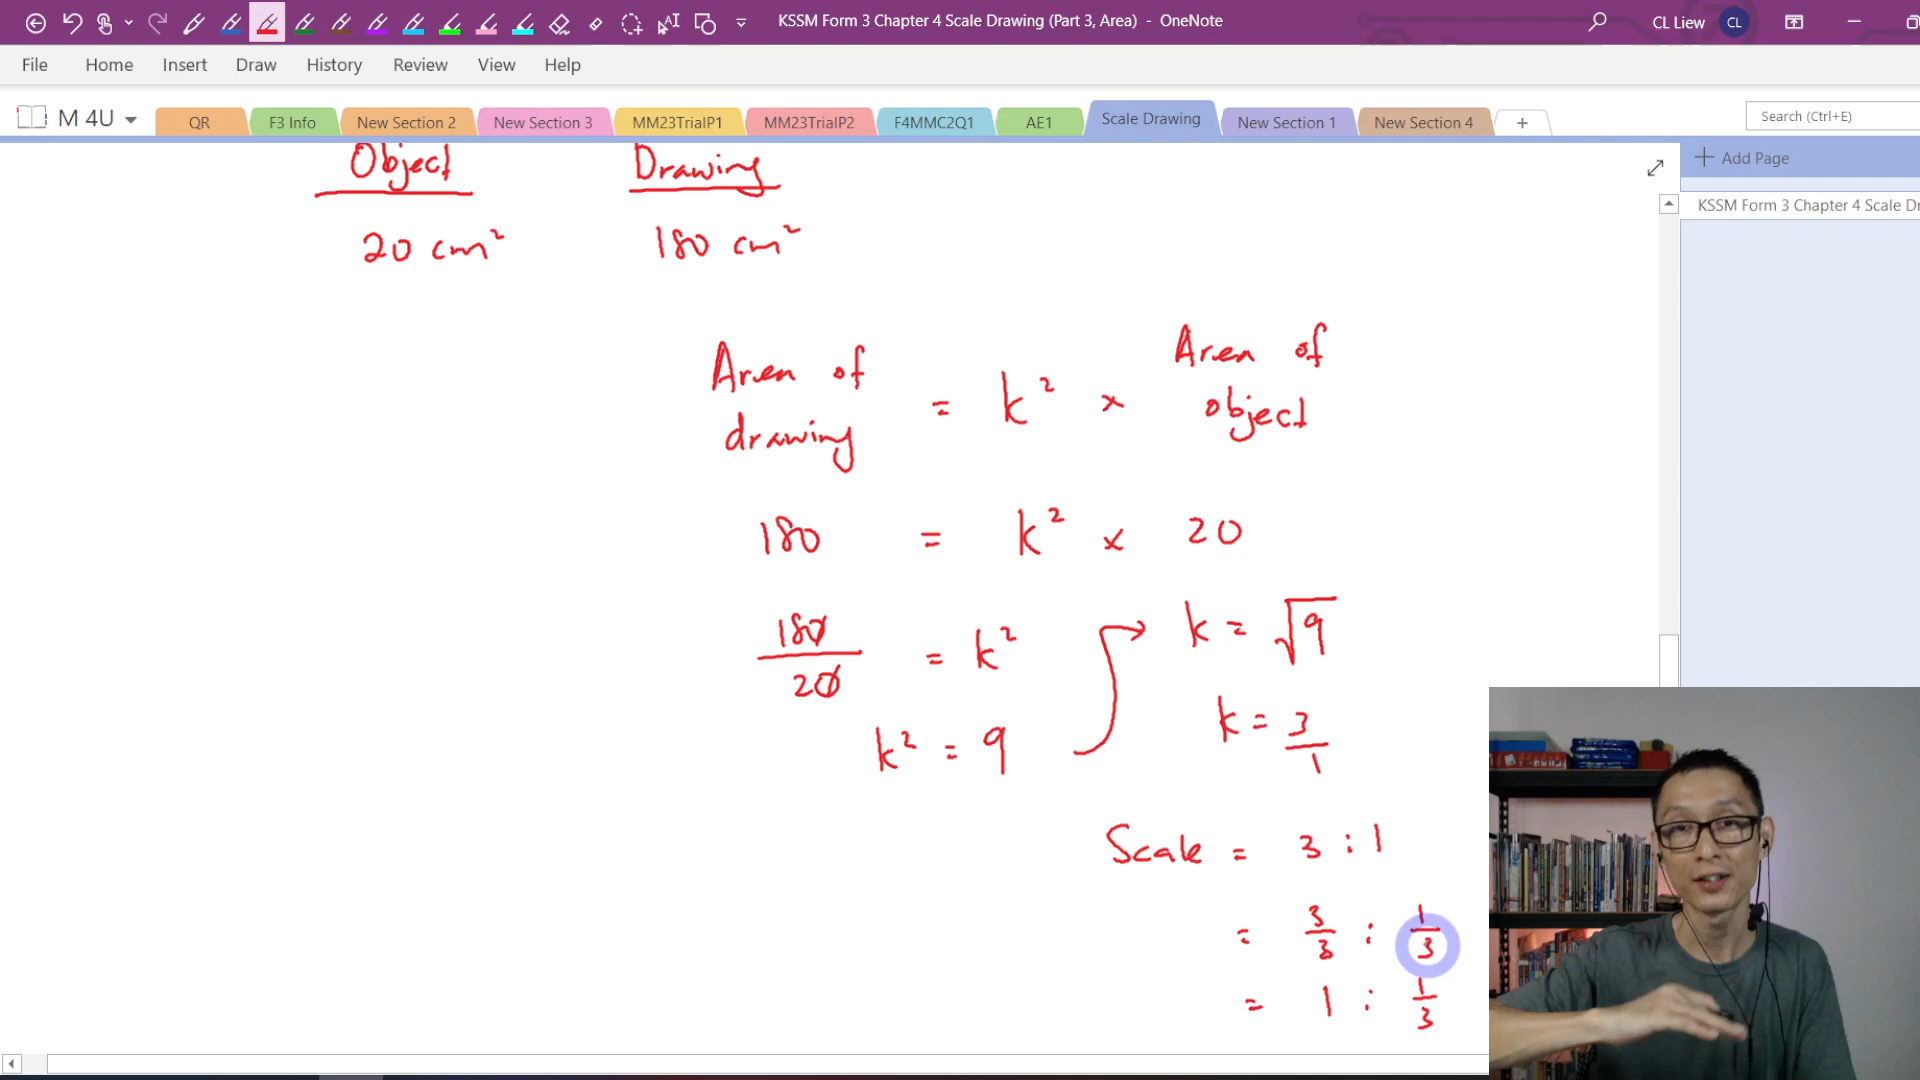 KSSM Form 3 Chapter 4 Scale Drawing (Part 3, Area) - OneNote
CL Liew
CL
File Home Insert Draw History Review View Help
M 4U
QR
F3 Info
New Section 2
New Section 3
MM23TrialP1
MM23TrialP2
F4MMC2Q1
AE1
Scale Drawing
New Section 1
New Section 4
+
Search (Ctrl+E)
Add Page
KSSM Form 3 Chapter 4 Scale Dr
Object Drawing
20 cm² 180 cm²
Area of drawing = k² × Area of object
180 = k² × 20
180/20 = k²
k² = 9
k = √9
k = 3/1
Scale = 3 : 1
= 3/3 : 1/3
= 1 : 1/3